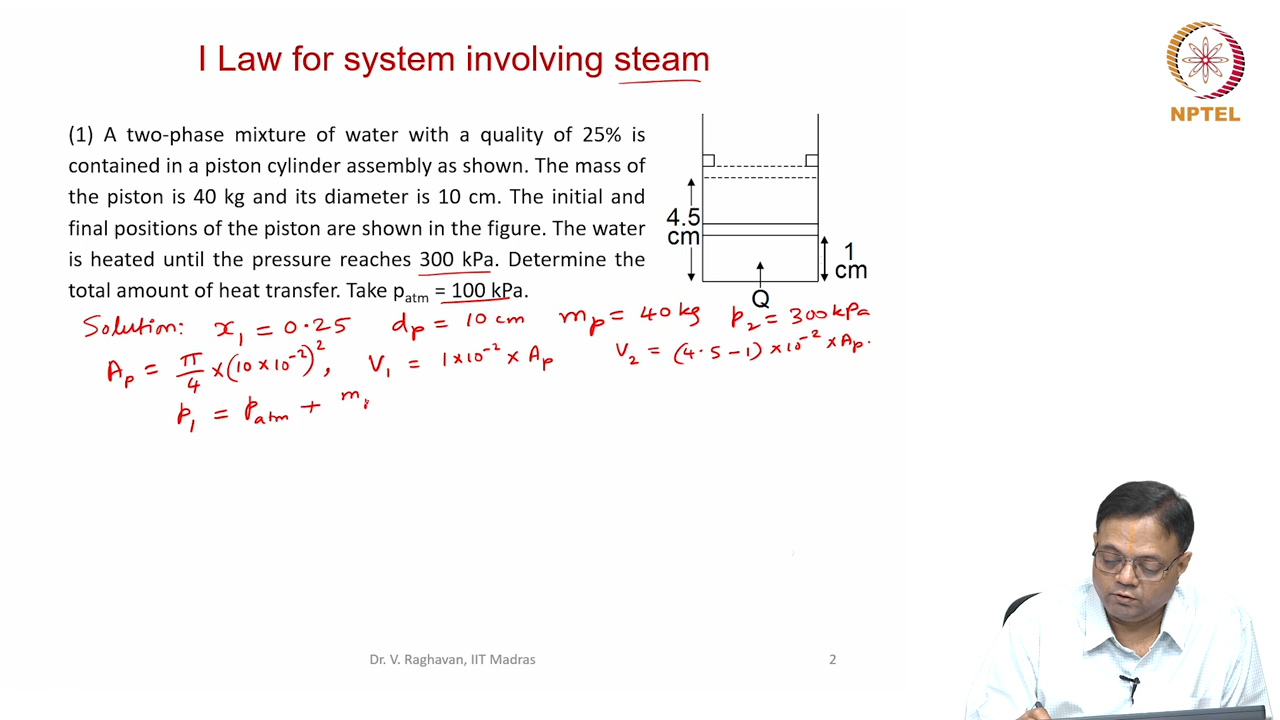 I Law for system involving steam
NPTEL
(1) A two-phase mixture of water with a quality of 25% is
contained in a piston cylinder assembly as shown. The mass of
the piston is 40 kg and its diameter is 10 cm. The initial and
final positions of the piston are shown in the figure. The water
is heated until the pressure reaches 300 kPa. Determine the
total amount of heat transfer. Take pₐₜₘ = 100 kPa.
4.5
cm
1
cm
Q
Solution: x₁ = 0.25 dₚ = 10 cm mₚ = 40 kg p₂ = 300 kPa
Aₚ = π/4 × (10 × 10⁻²)², V₁ = 1 × 10⁻² × Aₚ V₂ = (4.5 – 1) × 10⁻² × Aₚ.
p₁ = pₐₜₘ + m
Dr. V. Raghavan, IIT Madras
2